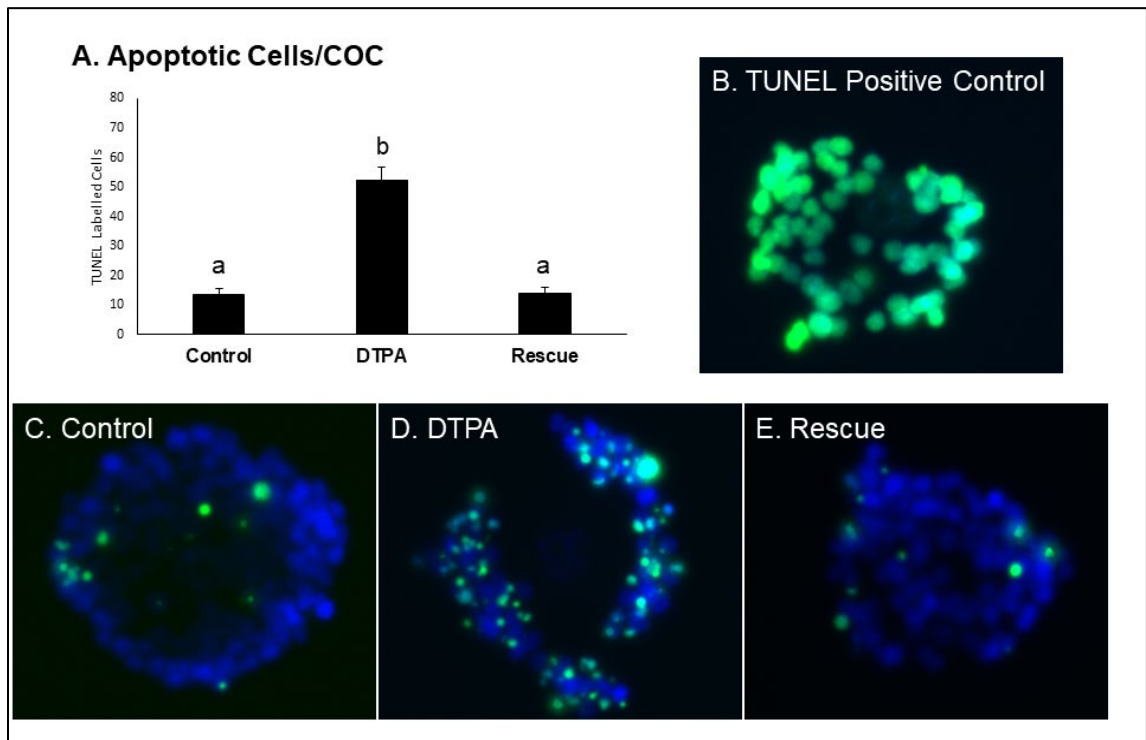 A. Apoptotic Cells/COC
TUNEL Labelled Cells
80
70
60
50
40
30
20
10
0
a
b
a
Control
DTPA
Rescue
B. TUNEL Positive Control
C. Control
D. DTPA
E. Rescue